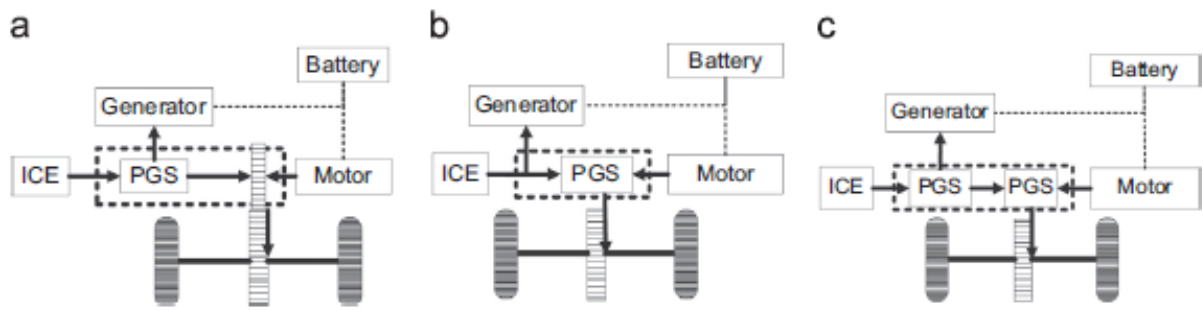 a
Battery
Generator
ICE
PGS
Motor
b
Battery
Generator
ICE
PGS
Motor
c
Battery
Generator
ICE
PGS
PGS
Motor